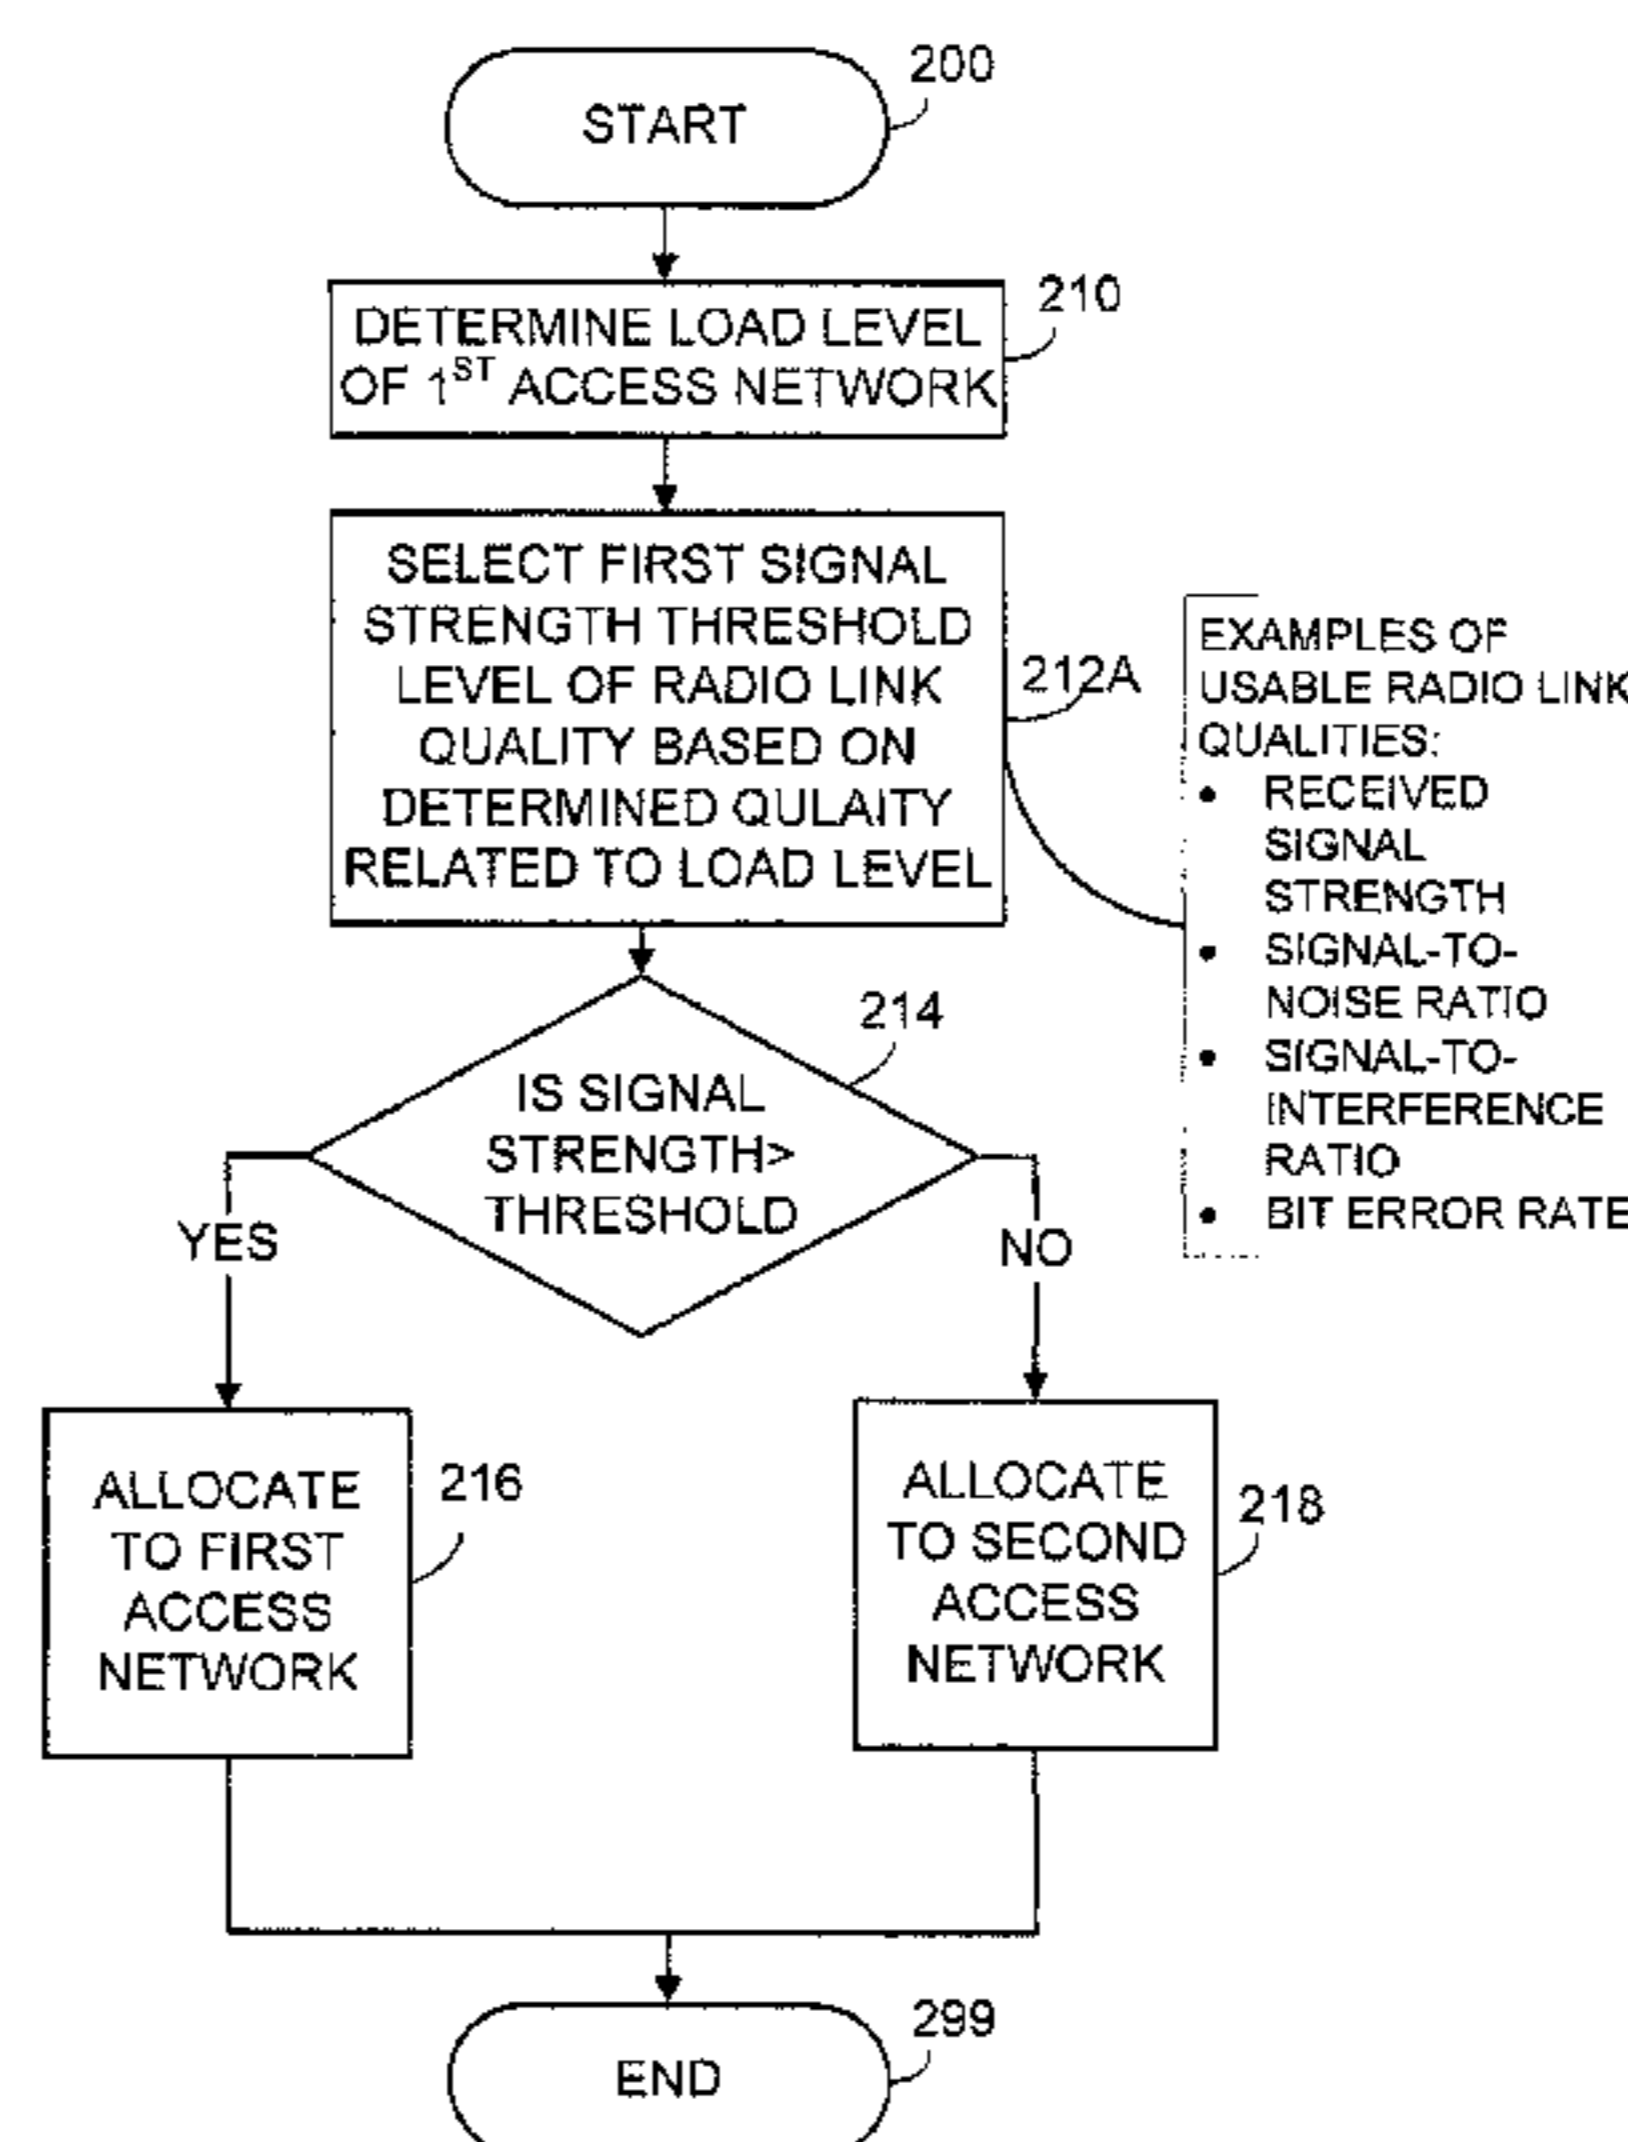 200
START
210
DETERMINE LOAD LEVEL
OF 1ST ACCESS NETWORK
SELECT FIRST SIGNAL
STRENGTH THRESHOLD
LEVEL OF RADIO LINK
QUALITY BASED ON
DETERMINED QULAITY
RELATED TO LOAD LEVEL
212A
EXAMPLES OF
USABLE RADIO LINK
QUALITIES:
• RECEIVED
SIGNAL
STRENGTH
• SIGNAL-TO-
NOISE RATIO
• SIGNAL-TO-
INTERFERENCE
RATIO
• BIT ERROR RATE
214
IS SIGNAL
STRENGTH>
THRESHOLD
YES
NO
ALLOCATE
TO FIRST
ACCESS
NETWORK
216
ALLOCATE
TO SECOND
ACCESS
NETWORK
218
299
END